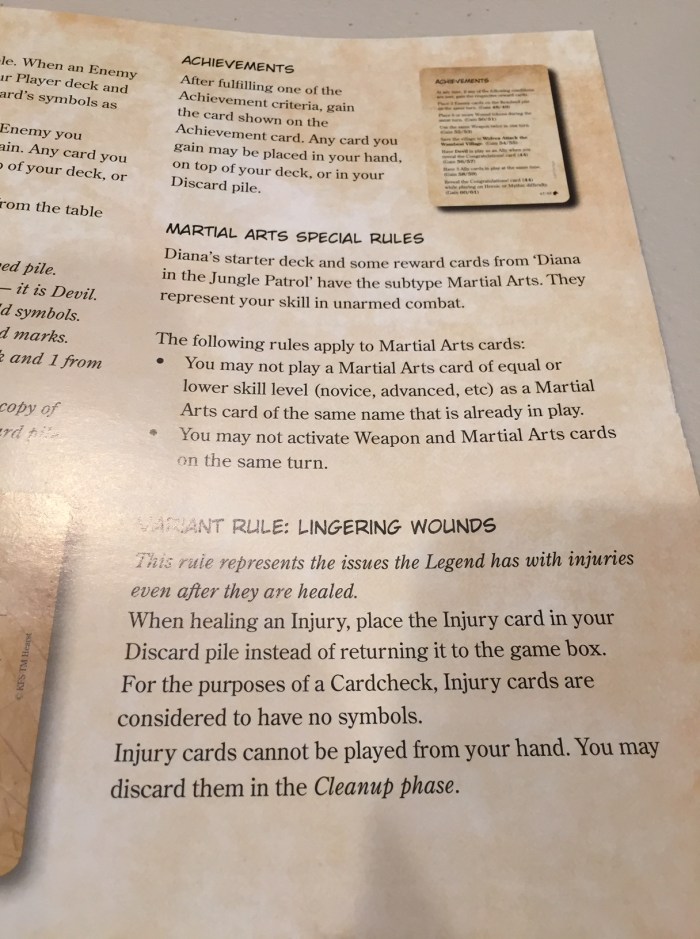 le. When an Enemy
ur Player deck and
ard's symbols as
Enemy you
ain. Any card you
of your deck, or
rom the table
ed pile.
— it is Devil.
d symbols.
d marks.
and 1 from
copy of
ACHIEVEMENTS
After fulfilling one of the
Achievement criteria, gain
the card shown on the
Achievement card. Any card you
gain may be placed in your hand,
on top of your deck, or in your
Discard pile.
ACHIEVEMENTS
MARTIAL ARTS SPECIAL RULES
Diana's starter deck and some reward cards from 'Diana
in the Jungle Patrol' have the subtype Martial Arts. They
represent your skill in unarmed combat.
The following rules apply to Martial Arts cards:
• You may not play a Martial Arts card of equal or
lower skill level (novice, advanced, etc) as a Martial
Arts card of the same name that is already in play.
• You may not activate Weapon and Martial Arts cards
on the same turn.
VARIANT RULE: LINGERING WOUNDS
This rule represents the issues the Legend has with injuries
even after they are healed.
When healing an Injury, place the Injury card in your
Discard pile instead of returning it to the game box.
For the purposes of a Cardcheck, Injury cards are
considered to have no symbols.
Injury cards cannot be played from your hand. You may
discard them in the Cleanup phase.